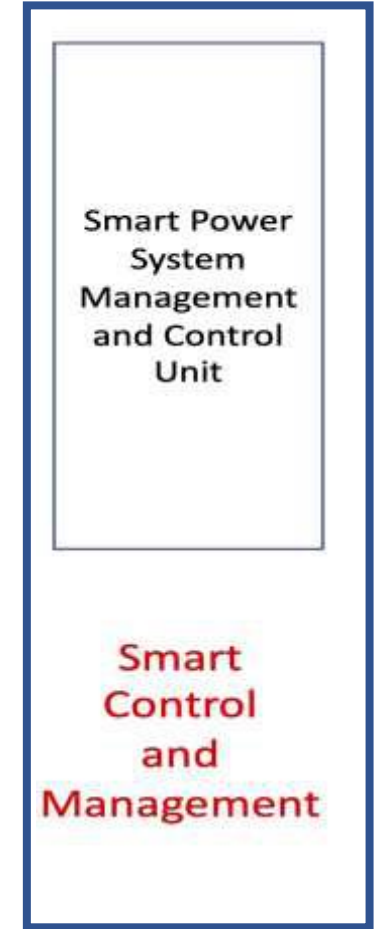 Smart Power
System
Management
and Control
Unit
Smart
Control
and
Management